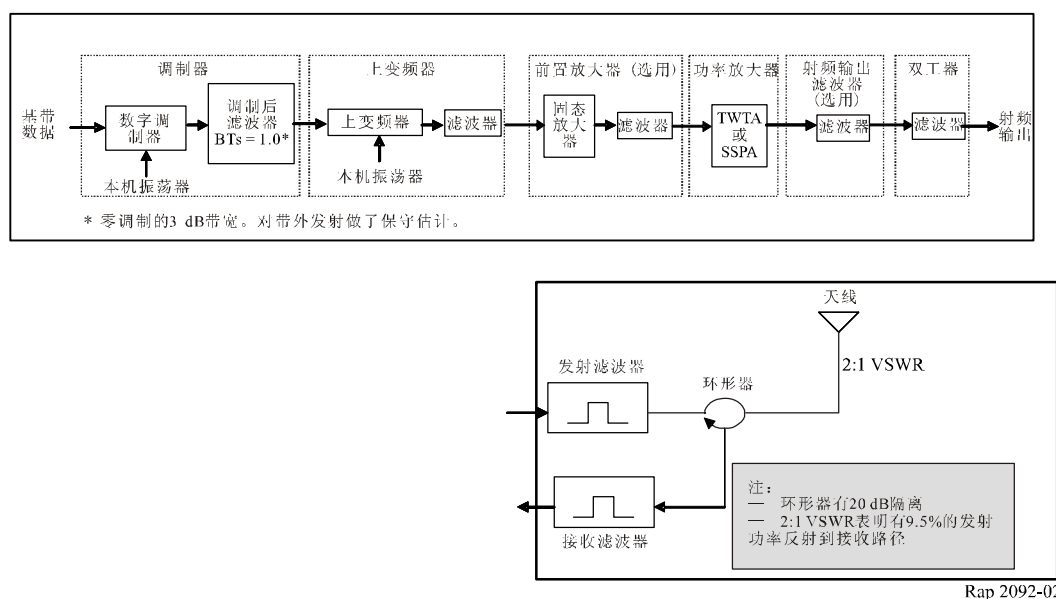 调制器
上变频器
前置放大器 (选用)
功率放大器
射频输出
滤波器
(选用)
双工器
基带
数据
数字调
制器
调制后
滤波器
BTs = 1.0*
上变频器
滤波器
固态
放大
器
滤波器
TWTA
或
SSPA
滤波器
滤波器
射频
输出
本机振荡器
本机振荡器
* 零调制的3 dB带宽。对带外发射做了保守估计。
天线
2:1 VSWR
发射滤波器
环形器
接收滤波器
注：
— 环形器有20 dB隔离
— 2:1 VSWR表明有9.5%的发射
功率反射到接收路径
Rap 2092-02